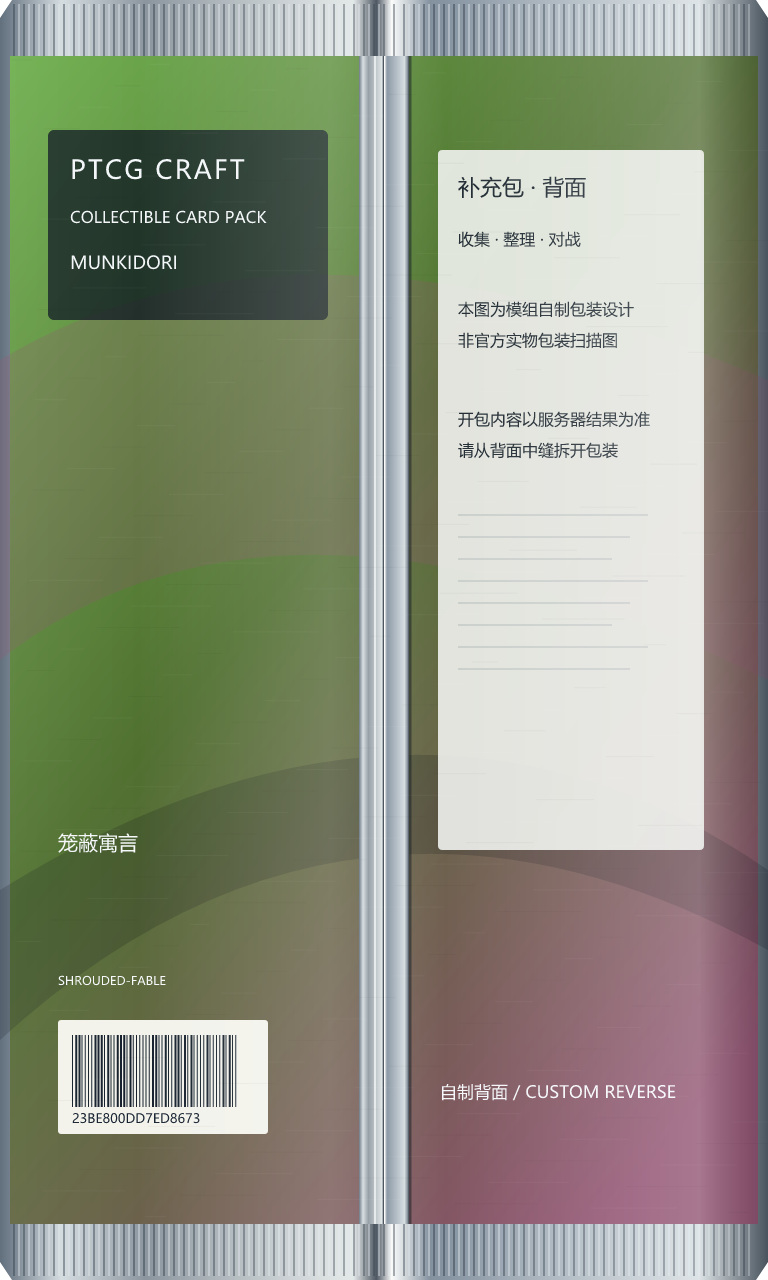 PTCG CRAFT
COLLECTIBLE CARD PACK
MUNKIDORI
笼蔽寓言
SHROUDED-FABLE
23BE800DD7ED8673
补充包 · 背面
收集 · 整理 · 对战
本图为模组自制包装设计
非官方实物包装扫描图
开包内容以服务器结果为准
请从背面中缝拆开包装
自制背面 / CUSTOM REVERSE